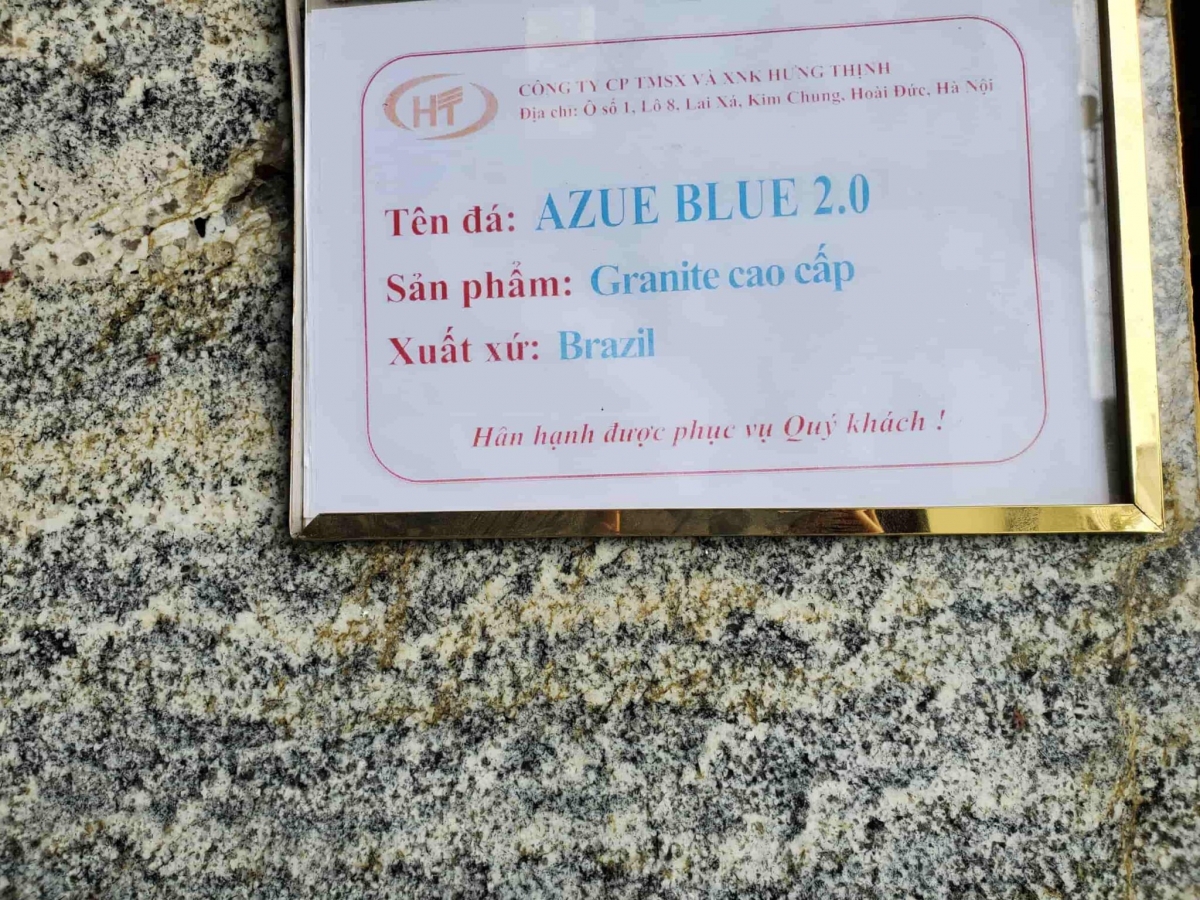 HT
CÔNG TY CP TMSX VÀ XNK HƯNG THỊNH
Địa chỉ: Ô số 1, Lô 8, Lai Xá, Kim Chung, Hoài Đức, Hà Nội
Tên đá: AZUE BLUE 2.0
Sản phẩm: Granite cao cấp
Xuất xứ: Brazil
Hân hạnh được phục vụ Quý khách !